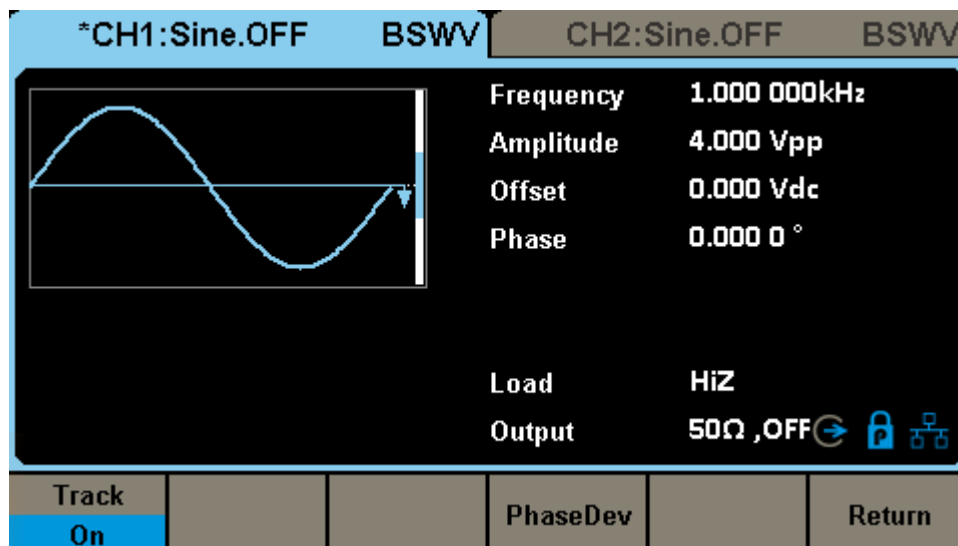 *CH1:Sine.OFF BSWV CH2:Sine.OFF BSWV
Frequency 1.000 000kHz
Amplitude 4.000 Vpp
Offset 0.000 Vdc
Phase 0.000 0 °
Load HiZ
Output 50Ω ,OFF P
Track
On
PhaseDev
Return